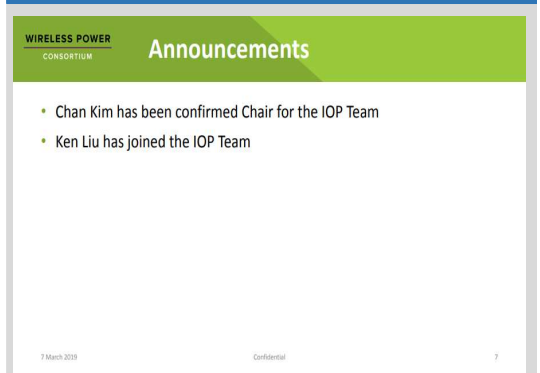 WIRELESS POWER
CONSORTIUM
Announcements
• Chan Kim has been confirmed Chair for the IOP Team
• Ken Liu has joined the IOP Team
7 March 2019
Confidential
7